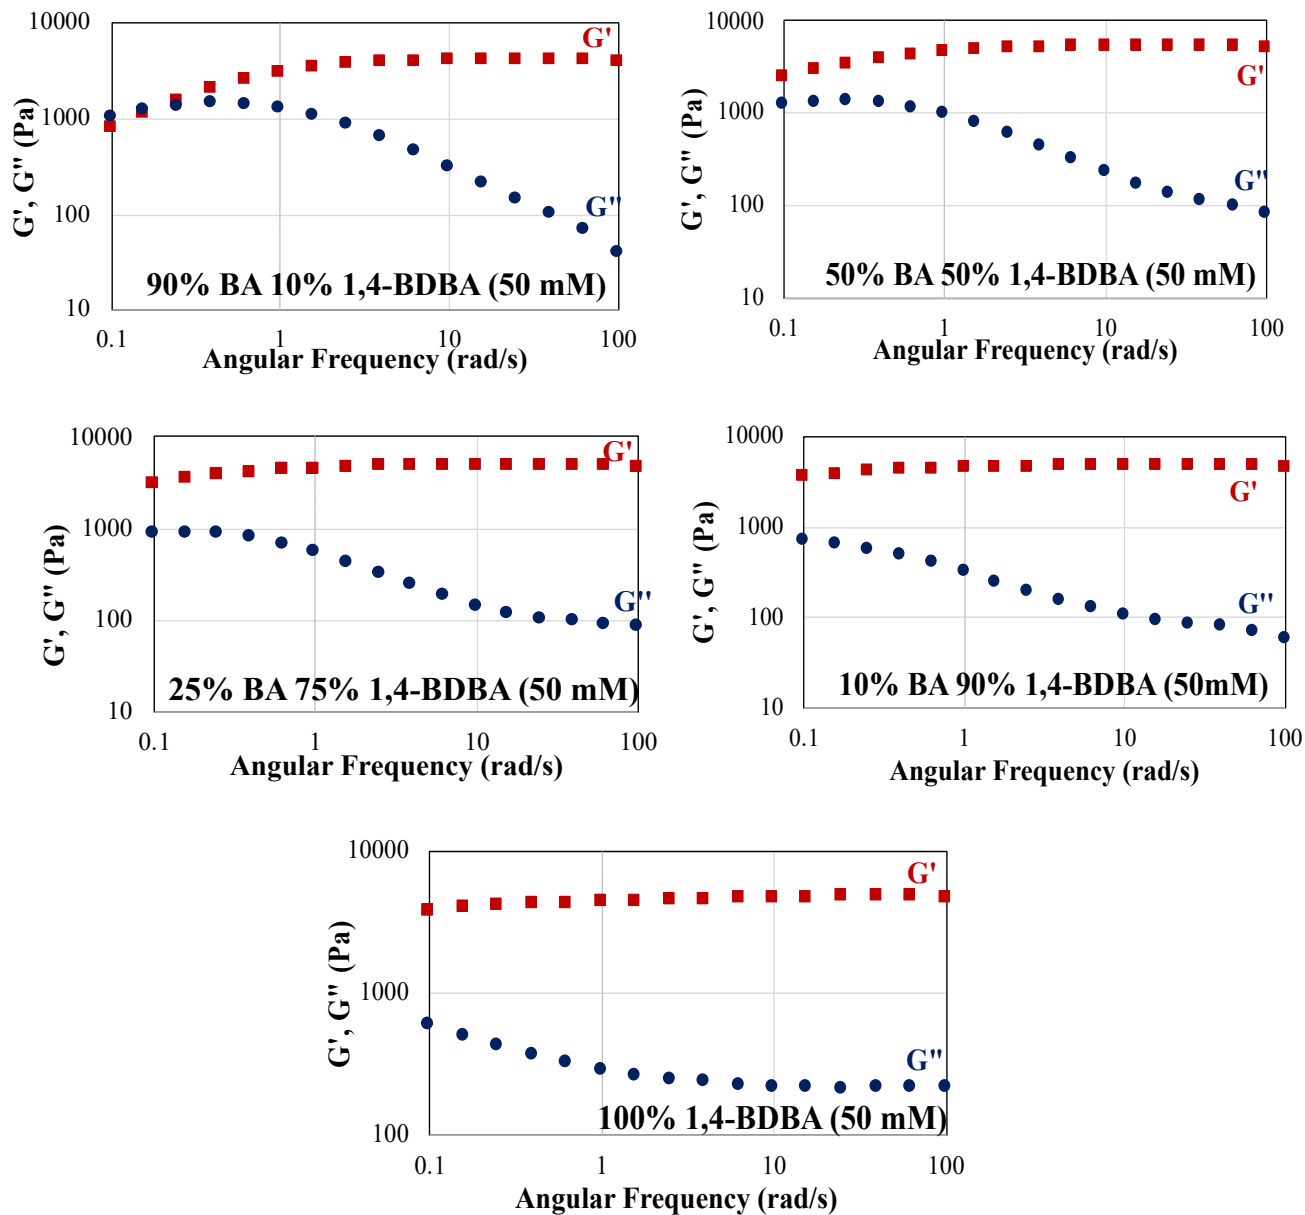 10000
1000
100
10
G', G'' (Pa)
G'
G''
90% BA 10% 1,4-BDBA (50 mM)
0.1 1 10 100
Angular Frequency (rad/s)
10000
1000
100
10
G', G'' (Pa)
G'
G''
50% BA 50% 1,4-BDBA (50 mM)
0.1 1 10 100
Angular Frequency (rad/s)
10000
1000
100
10
G', G'' (Pa)
G'
G''
25% BA 75% 1,4-BDBA (50 mM)
0.1 1 10 100
Angular Frequency (rad/s)
10000
1000
100
10
G', G'' (Pa)
G'
G''
10% BA 90% 1,4-BDBA (50mM)
0.1 1 10 100
Angular Frequency (rad/s)
10000
1000
100
G', G'' (Pa)
G'
G''
100% 1,4-BDBA (50 mM)
0.1 1 10 100
Angular Frequency (rad/s)